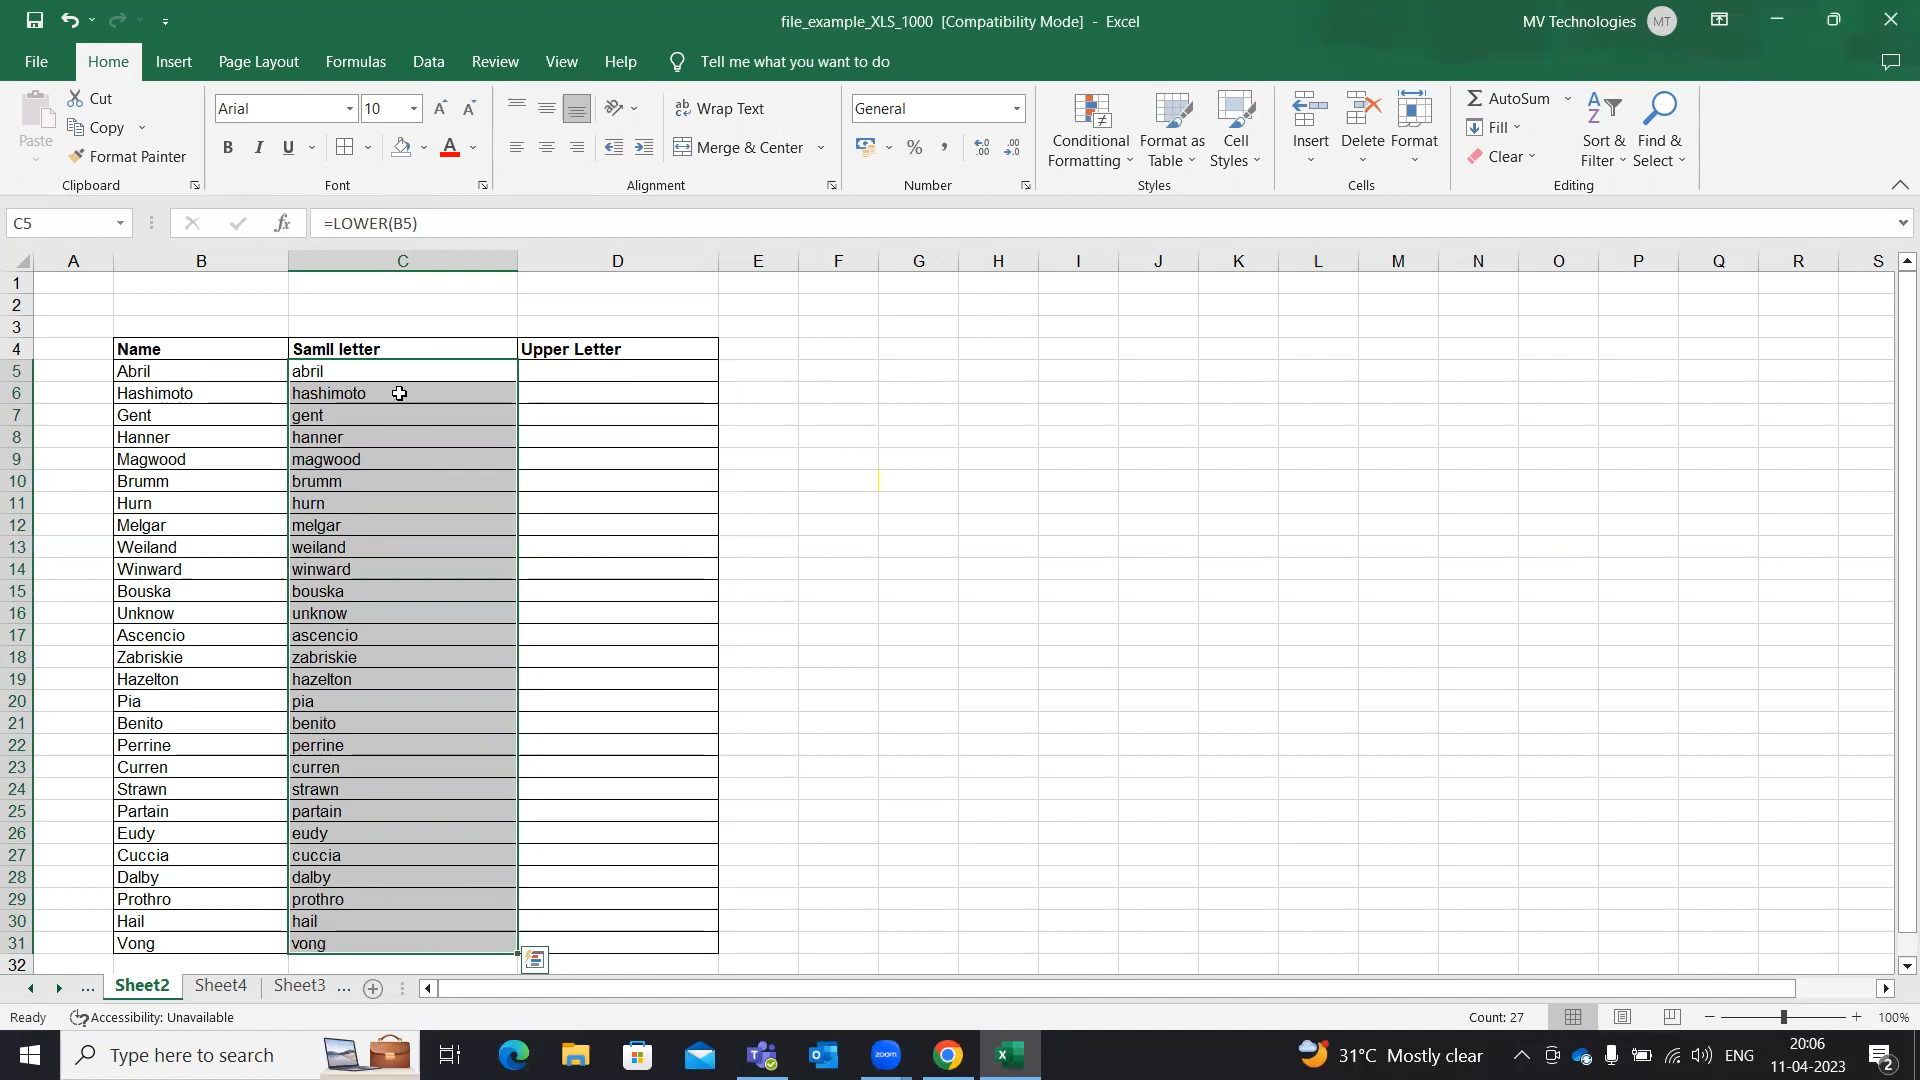 file_example_XLS_1000 [Compatibility Mode] - Excel
MV Technologies MT
File Home Insert Page Layout Formulas Data Review View Help Tell me what you want to do
Paste
Cut
Copy
Format Painter
Clipboard
Arial 10
B I U
Font
Wrap Text
Merge & Center
Alignment
General
Number
Conditional Formatting
Format as Table
Cell Styles
Styles
Insert Delete Format
Cells
AutoSum
Fill
Clear
Sort & Filter
Find & Select
Editing
C5 fx =LOWER(B5)
A B C D E F G H I J K L M N O P Q R S
1
2
3
4 Name Samll letter Upper Letter
5 Abril abril
6 Hashimoto hashimoto
7 Gent gent
8 Hanner hanner
9 Magwood magwood
10 Brumm brumm
11 Hurn hurn
12 Melgar melgar
13 Weiland weiland
14 Winward winward
15 Bouska bouska
16 Unknow unknow
17 Ascencio ascencio
18 Zabriskie zabriskie
19 Hazelton hazelton
20 Pia pia
21 Benito benito
22 Perrine perrine
23 Curren curren
24 Strawn strawn
25 Partain partain
26 Eudy eudy
27 Cuccia cuccia
28 Dalby dalby
29 Prothro prothro
30 Hail hail
31 Vong vong
32
... Sheet2 Sheet4 Sheet3 ...
Ready Accessibility: Unavailable Count: 27 100%
Type here to search zoom 31°C Mostly clear ENG 20:06
11-04-2023 2